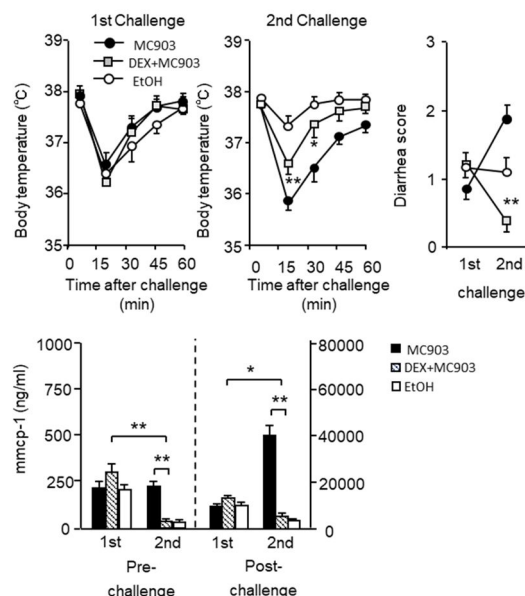 1st Challenge
MC903
DEX+MC903
EtOH
Body temperature (°C)
39
38
37
36
35
0 15 30 45 60
Time after challenge
(min)
2nd Challenge
Body temperature (°C)
39
38
37
36
35
**
*
0 15 30 45 60
Time after challenge
(min)
Diarrhea score
3
2
1
0
**
1st 2nd
challenge
mmcp-1 (ng/ml)
1000
750
500
250
0
**
**
*
**
80000
60000
40000
20000
0
MC903
DEX+MC903
EtOH
1st 2nd 1st 2nd
Pre-
challenge
Post-
challenge